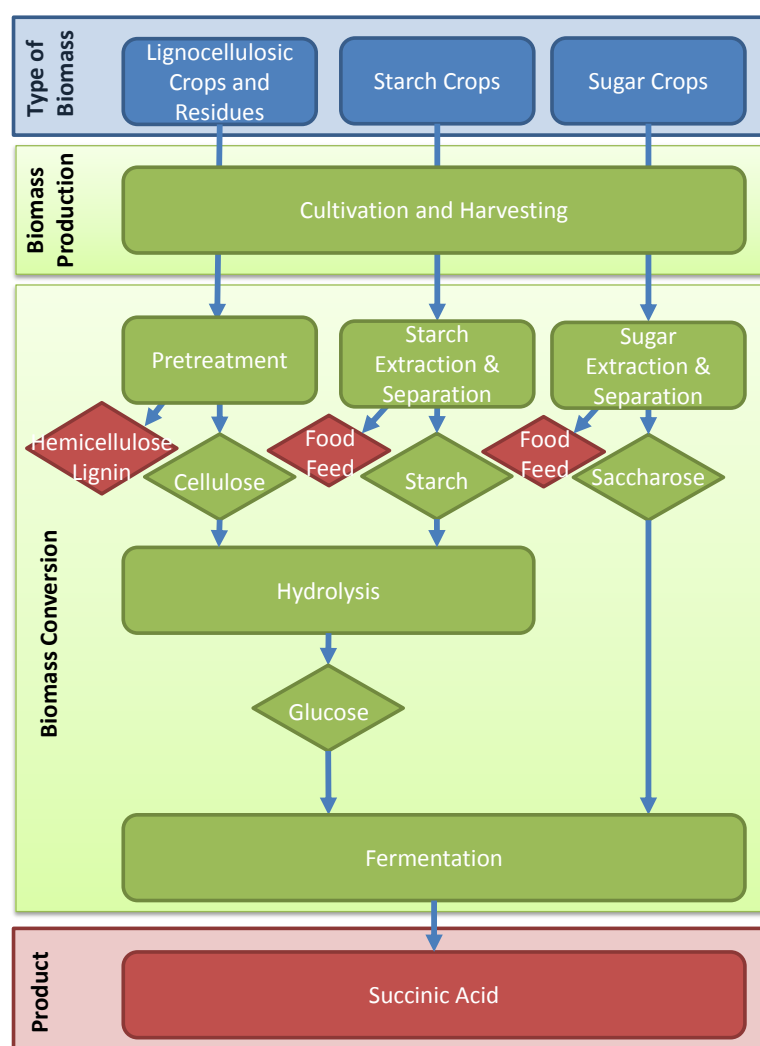 Type of
Biomass
Lignocellulosic
Crops and
Residues
Starch Crops
Sugar Crops
Biomass
Production
Cultivation and Harvesting
Biomass Conversion
Pretreatment
Starch
Extraction &
Separation
Sugar
Extraction &
Separation
Hemicellulose
Lignin
Cellulose
Food
Feed
Starch
Food
Feed
Saccharose
Hydrolysis
Glucose
Fermentation
Product
Succinic Acid